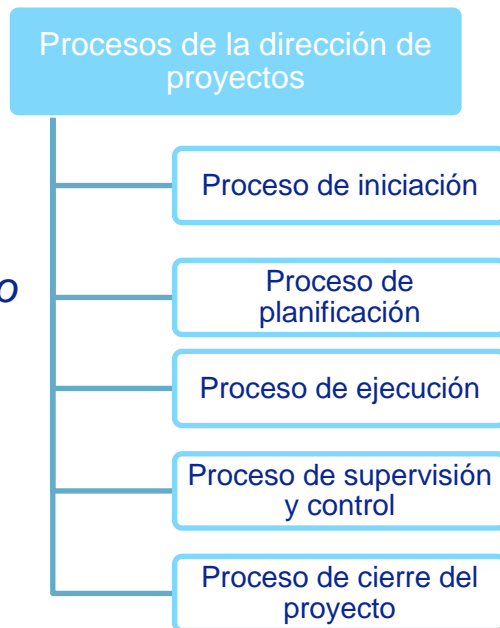 Procesos de la dirección de
proyectos
Proceso de iniciación
o
Proceso de
planificación
Proceso de ejecución
Proceso de supervisión
y control
Proceso de cierre del
proyecto